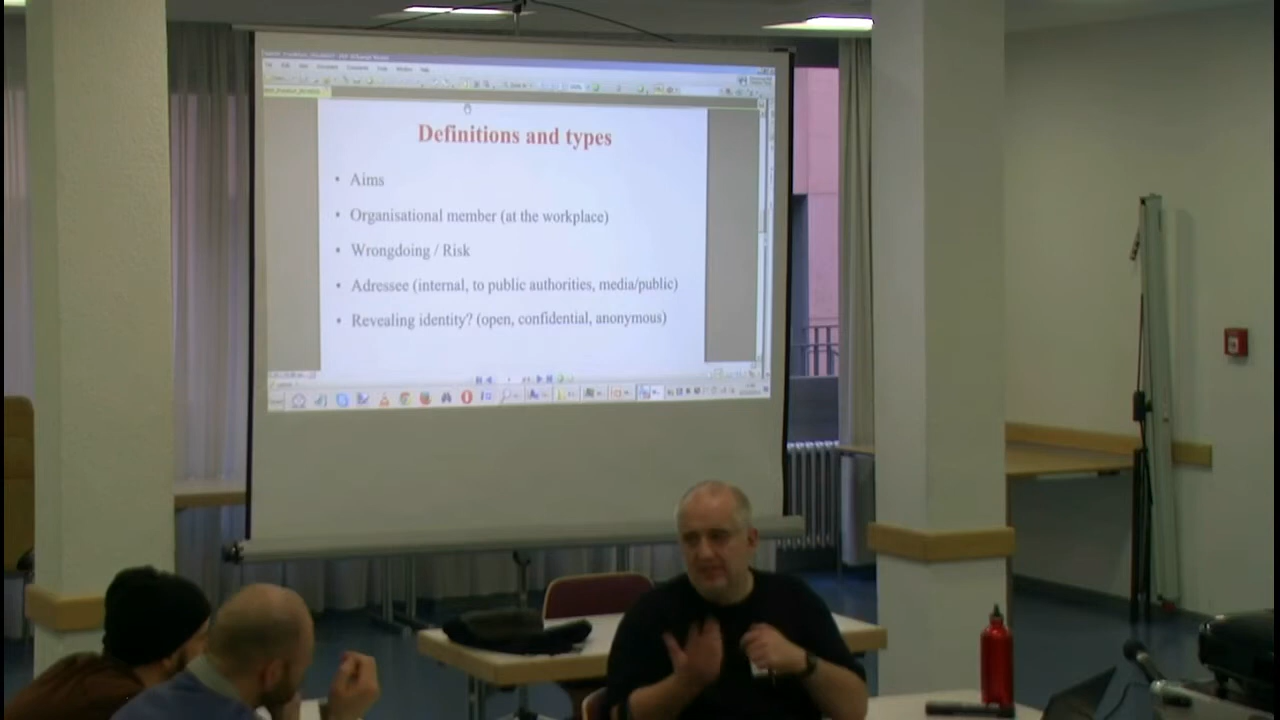 Definitions and types
• Aims
• Organisational member (at the workplace)
• Wrongdoing / Risk
• Adressee (internal, to public authorities, media/public)
• Revealing identity? (open, confidential, anonymous)